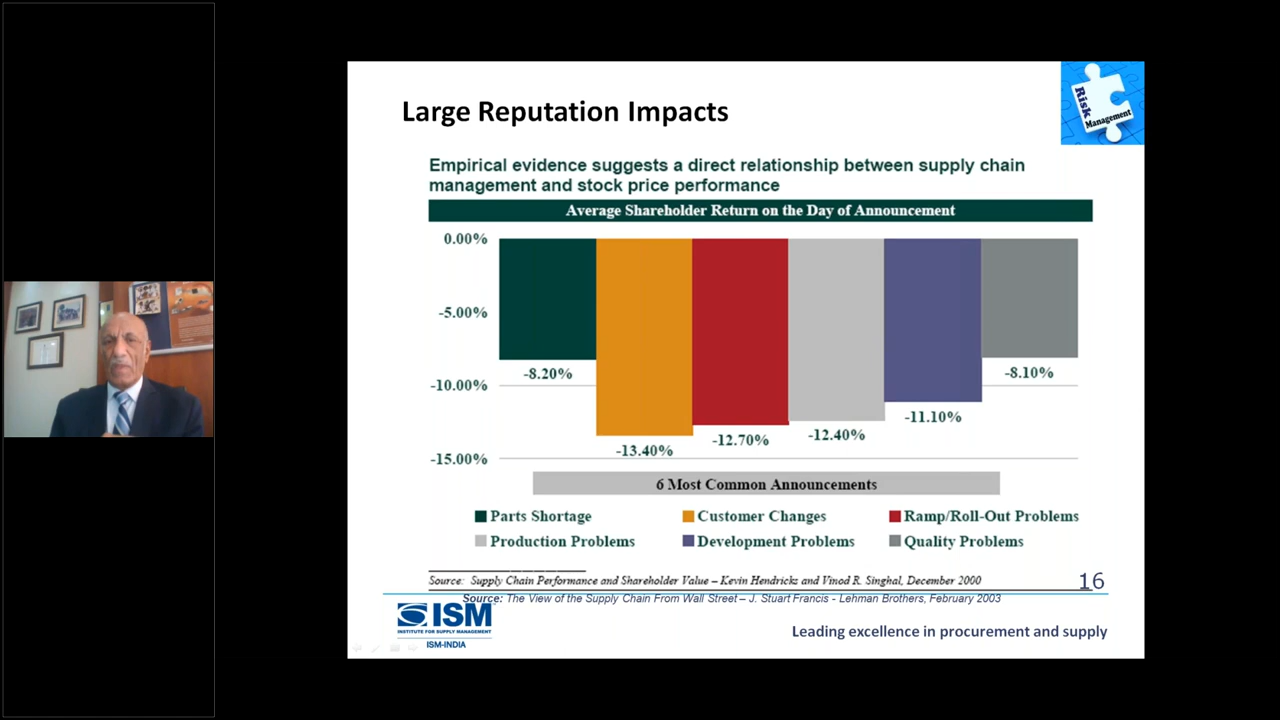 Large Reputation Impacts
Risk
Management
Empirical evidence suggests a direct relationship between supply chain
management and stock price performance
Average Shareholder Return on the Day of Announcement
0.00%
-5.00%
-10.00%
-15.00%
-8.20%
-13.40%
-12.70%
-12.40%
-11.10%
-8.10%
6 Most Common Announcements
Parts Shortage
Customer Changes
Ramp/Roll-Out Problems
Production Problems
Development Problems
Quality Problems
Source: Supply Chain Performance and Shareholder Value – Kevin Hendricks and Vinod R. Singhal, December 2000
16
Source: The View of the Supply Chain From Wall Street – J. Stuart Francis - Lehman Brothers, February 2003
ISM
INSTITUTE FOR SUPPLY MANAGEMENT
ISM-INDIA
Leading excellence in procurement and supply